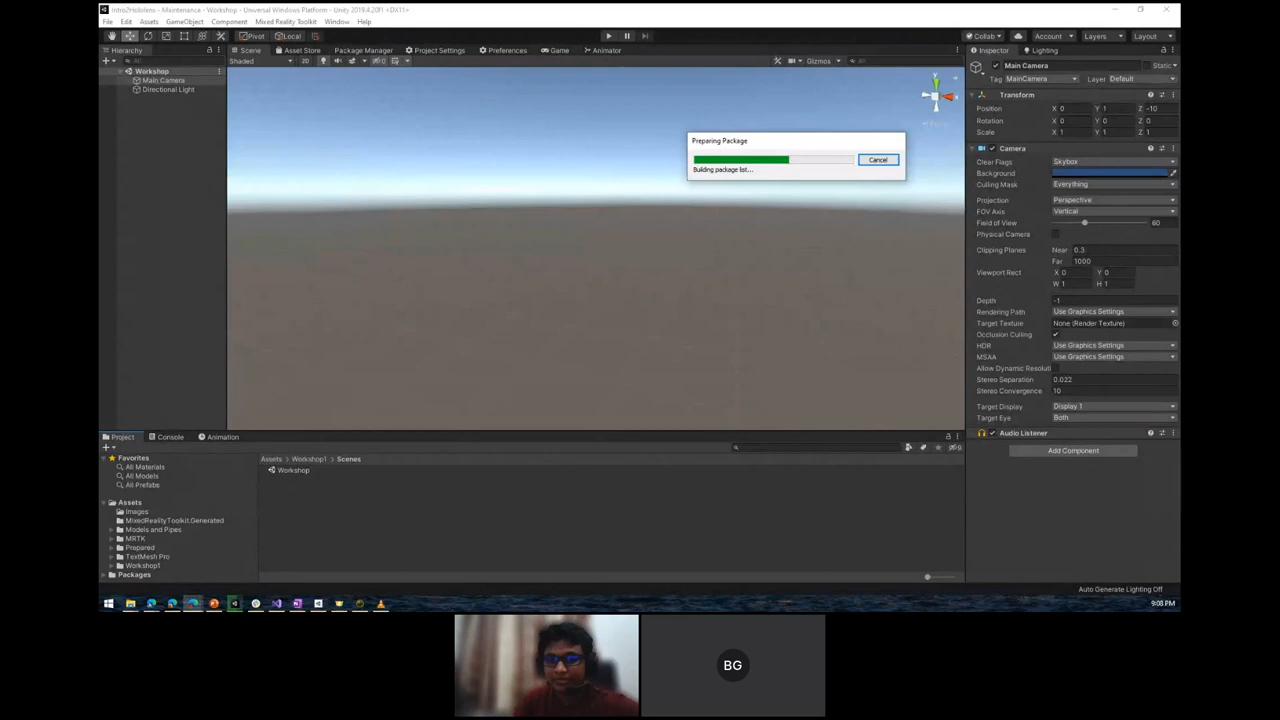 Intro2Hololens - Maintenance - Workshop - Universal Windows Platform - Unity 2019.4.20f1 <DX11>
File Edit Assets GameObject Component Mixed Reality Toolkit Window Help
Pivot Local Collab Account Layers Layout
Hierarchy Scene Asset Store Package Manager Project Settings Preferences Game Animator Inspector Lighting
All Shaded 2D 0 Gizmos All
Workshop
Main Camera
Directional Light
y
x
Persp
Preparing Package
Cancel
Building package list...
Main Camera Static
Tag MainCamera Layer Default
Transform
Position X 0 Y 1 Z -10
Rotation X 0 Y 0 Z 0
Scale X 1 Y 1 Z 1
Camera
Clear Flags Skybox
Background
Culling Mask Everything
Projection Perspective
FOV Axis Vertical
Field of View 60
Physical Camera
Clipping Planes Near 0.3
Far 1000
Viewport Rect X 0 Y 0
W 1 H 1
Depth -1
Rendering Path Use Graphics Settings
Target Texture None (Render Texture)
Occlusion Culling
HDR Use Graphics Settings
MSAA Use Graphics Settings
Allow Dynamic Resoluti
Stereo Separation 0.022
Stereo Convergence 10
Target Display Display 1
Target Eye Both
Audio Listener
Add Component
Project Console Animation
9
Favorites
All Materials
All Models
All Prefabs
Assets
Images
MixedRealityToolkit.Generated
Models and Pipes
MRTK
Prepared
TextMesh Pro
Workshop1
Packages
Assets Workshop1 Scenes
Workshop
Auto Generate Lighting Off
9:08 PM
BG